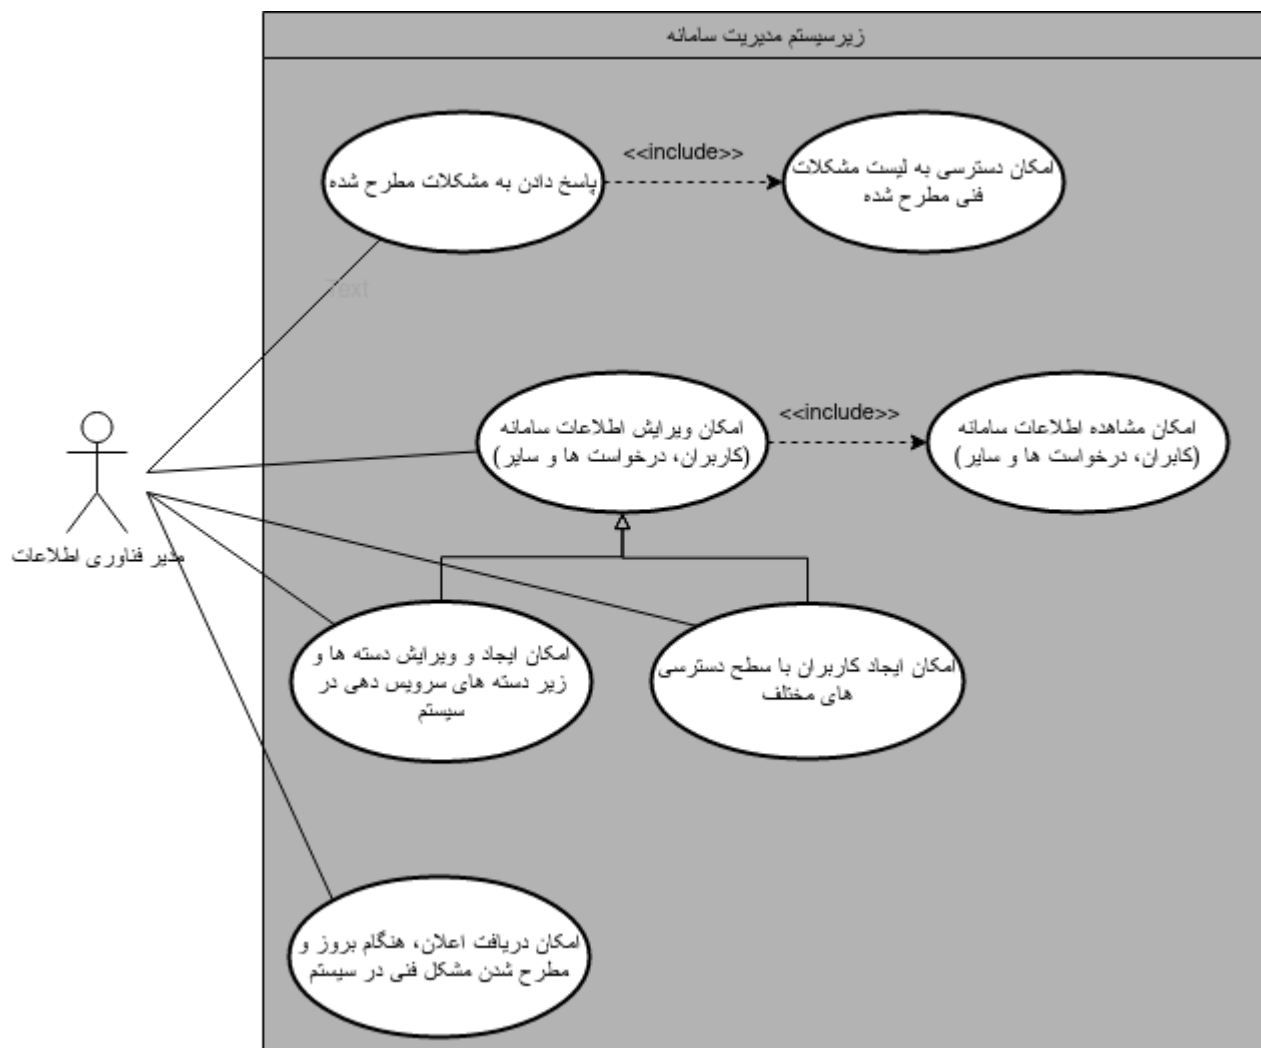 زیرسیستم مدیریت سامانه
پاسخ دادن به مشکلات مطرح شده
<<include>>
امکان دسترسی به لیست مشکلات
فنی مطرح شده
Text
امکان ویرایش اطلاعات سامانه
(کاربران، درخواست ها و سایر)
<<include>>
امکان مشاهده اطلاعات سامانه
(کابران، درخواست ها و سایر)
مدیر فناوری اطلاعات
امکان ایجاد و ویرایش دسته ها و
زیر دسته های سرویس دهی در
سیستم
امکان ایجاد کاربران با سطح دسترسی
های مختلف
امکان دریافت اعلان، هنگام بروز و
مطرح شدن مشکل فنی در سیستم